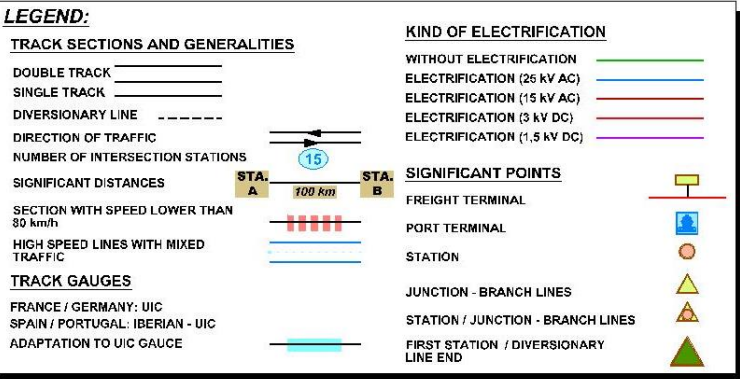 LEGEND:
TRACK SECTIONS AND GENERALITIES
DOUBLE TRACK
SINGLE TRACK
DIVERSIONARY LINE
DIRECTION OF TRAFFIC
NUMBER OF INTERSECTION STATIONS
15
SIGNIFICANT DISTANCES
STA. A
100 km
STA. B
SECTION WITH SPEED LOWER THAN
80 km/h
HIGH SPEED LINES WITH MIXED
TRAFFIC
TRACK GAUGES
FRANCE / GERMANY: UIC
SPAIN / PORTUGAL: IBERIAN - UIC
ADAPTATION TO UIC GAUCE
KIND OF ELECTRIFICATION
WITHOUT ELECTRIFICATION
ELECTRIFICATION (25 kV AC)
ELECTRIFICATION (15 kV AC)
ELECTRIFICATION (3 kV DC)
ELECTRIFICATION (1,5 kV DC)
SIGNIFICANT POINTS
FREIGHT TERMINAL
PORT TERMINAL
STATION
JUNCTION - BRANCH LINES
STATION / JUNCTION - BRANCH LINES
FIRST STATION / DIVERSIONARY
LINE END